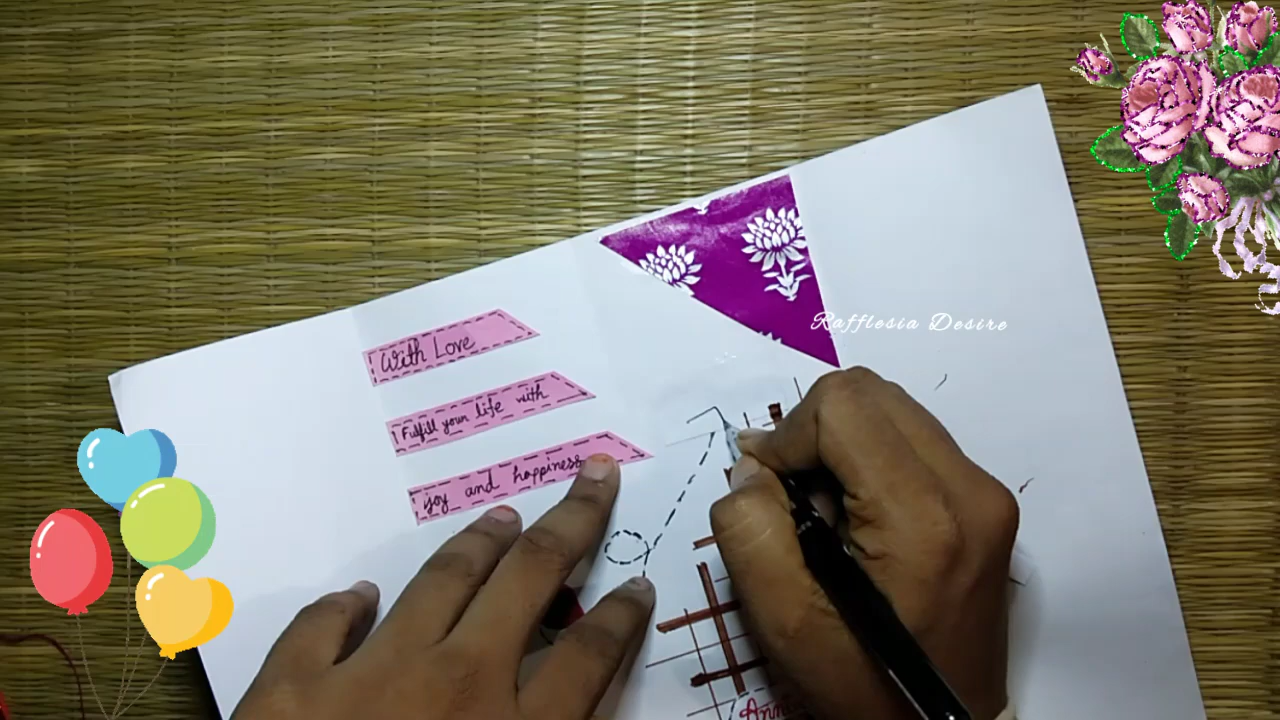 With Love
Fulfill your life with
joy and happiness
Rafflesia Desire